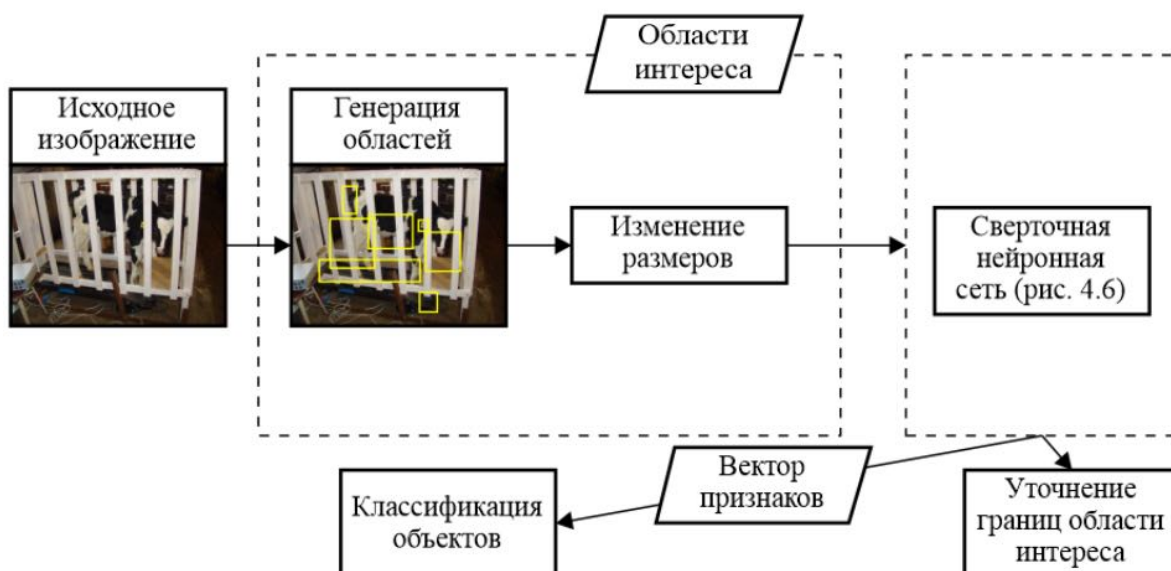 Области
интереса
Исходное
изображение
Генерация
областей
Изменение
размеров
Сверточная
нейронная
сеть (рис. 4.6)
Вектор
признаков
Классификация
объектов
Уточнение
границ области
интереса